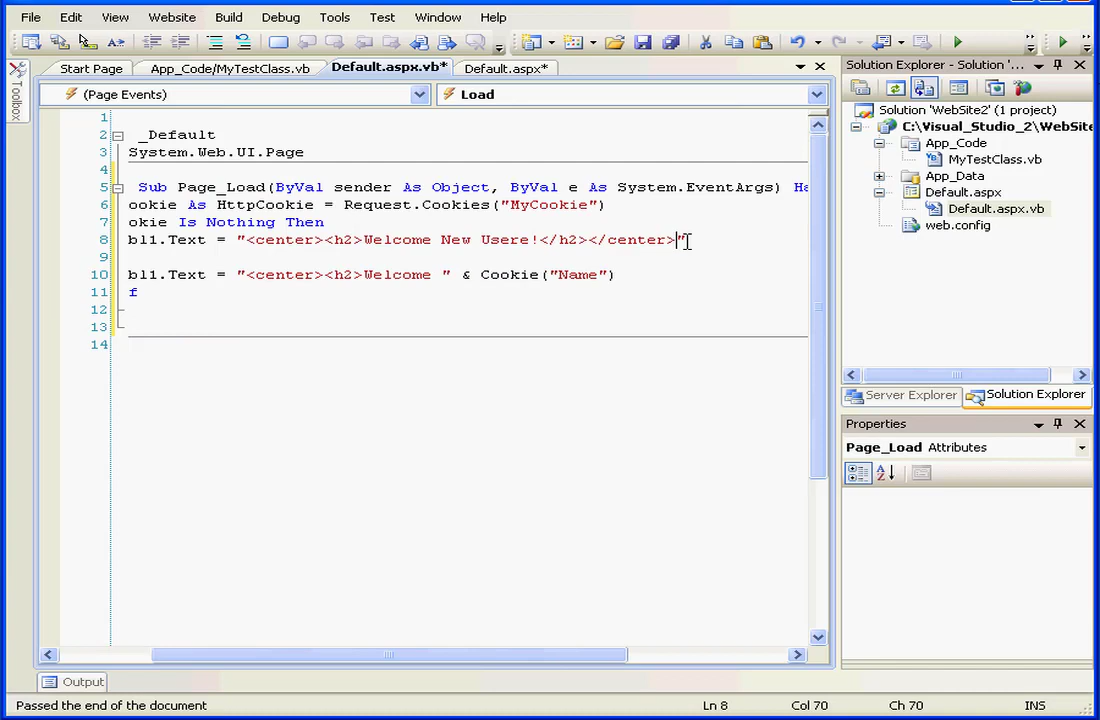 File Edit View Website Build Debug Tools Test Window Help
Start Page App_Code/MyTestClass.vb Default.aspx.vb* Default.aspx*
(Page Events) Load
1
2 _Default
3 System.Web.UI.Page
4
5 Sub Page_Load(ByVal sender As Object, ByVal e As System.EventArgs) Ha
6 ookie As HttpCookie = Request.Cookies("MyCookie")
7 okie Is Nothing Then
8 bl1.Text = "<center><h2>Welcome New Usere!</h2></center>"
9
10 bl1.Text = "<center><h2>Welcome " & Cookie("Name")
11 f
12
13
14
Toolbox
Solution Explorer - Solution '...
Solution 'WebSite2' (1 project)
C:\Visual_Studio_2\WebSite
App_Code
MyTestClass.vb
App_Data
Default.aspx
Default.aspx.vb
web.config
Server Explorer Solution Explorer
Properties
Page_Load Attributes
Output
Passed the end of the document Ln 8 Col 70 Ch 70 INS